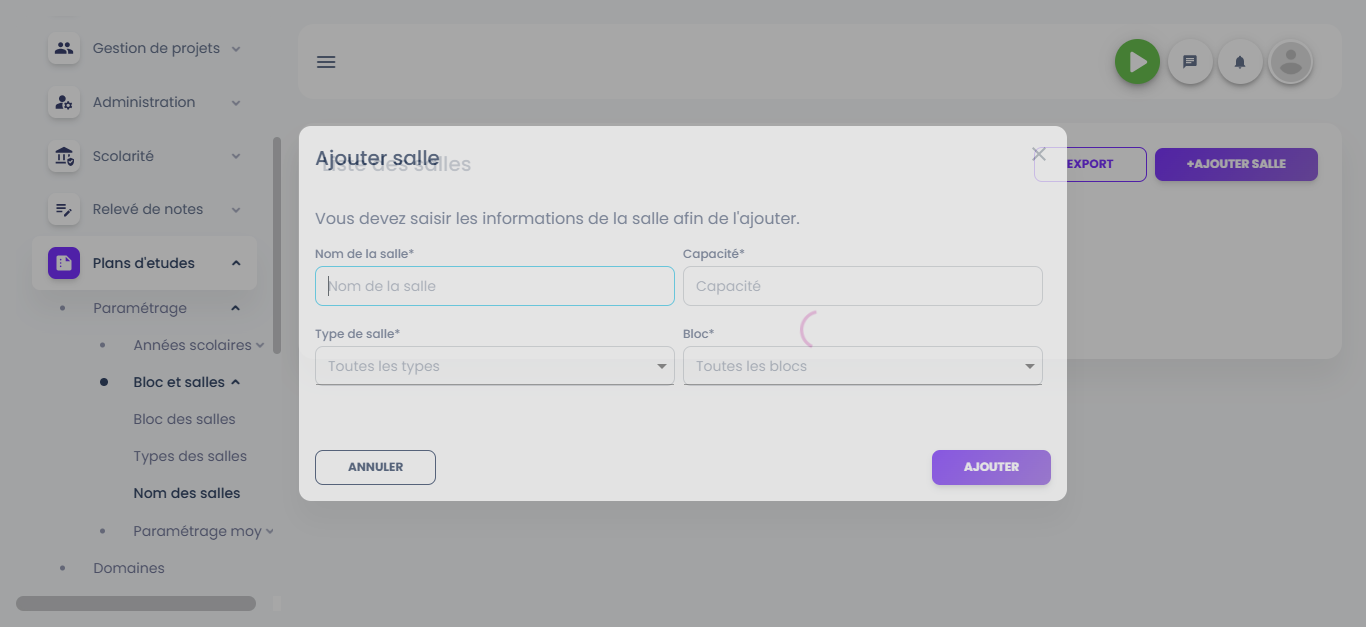 Gestion de projets
Administration
Scolarité
Relevé de notes
Plans d'etudes
Paramétrage
Années scolaires
Bloc et salles
Bloc des salles
Types des salles
Nom des salles
Paramétrage moy
Domaines
Ajouter salle
Liste des salles
EXPORT
+AJOUTER SALLE
Vous devez saisir les informations de la salle afin de l'ajouter.
Nom de la salle* Capacité*
Nom de la salle Capacité
Type de salle* Bloc*
Toutes les types Toutes les blocs
ANNULER AJOUTER